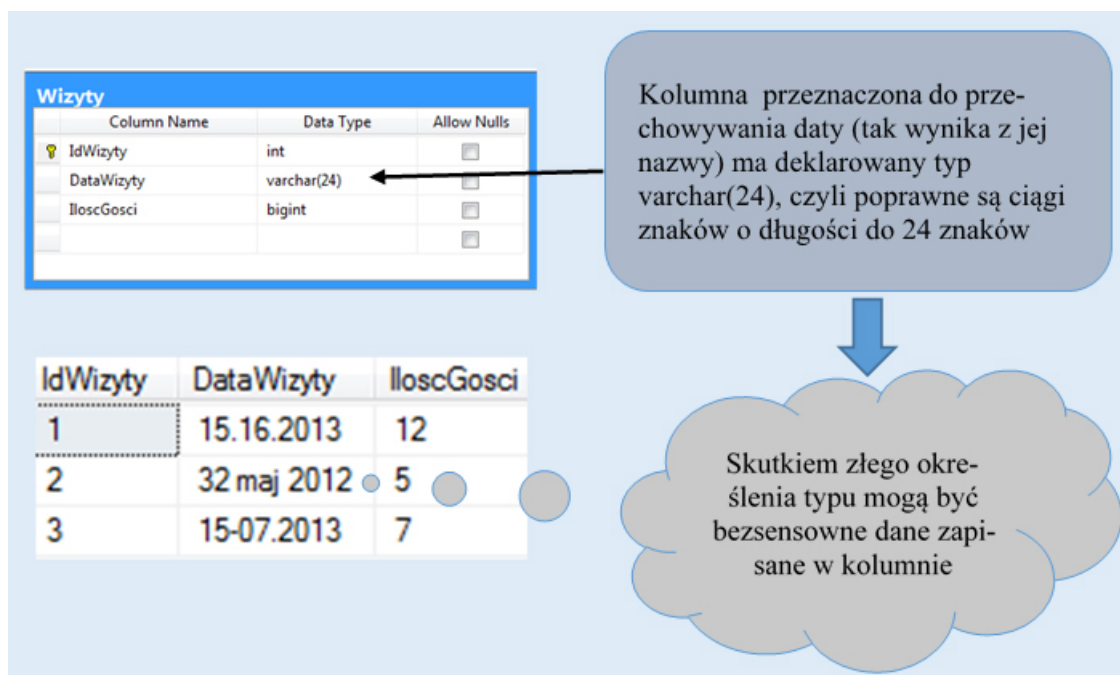 Wizyty
Column Name Data Type Allow Nulls
IdWizyty int
DataWizyty varchar(24)
IloscGosci bigint
Kolumna przeznaczona do prze-
chowywania daty (tak wynika z jej
nazwy) ma deklarowany typ
varchar(24), czyli poprawne są ciągi
znaków o długości do 24 znaków
IdWizyty DataWizyty IloscGosci
1 15.16.2013 12
2 32 maj 2012 5
3 15-07.2013 7
Skutkiem złego okre-
ślenia typu mogą być
bezsensowne dane zapi-
sane w kolumnie